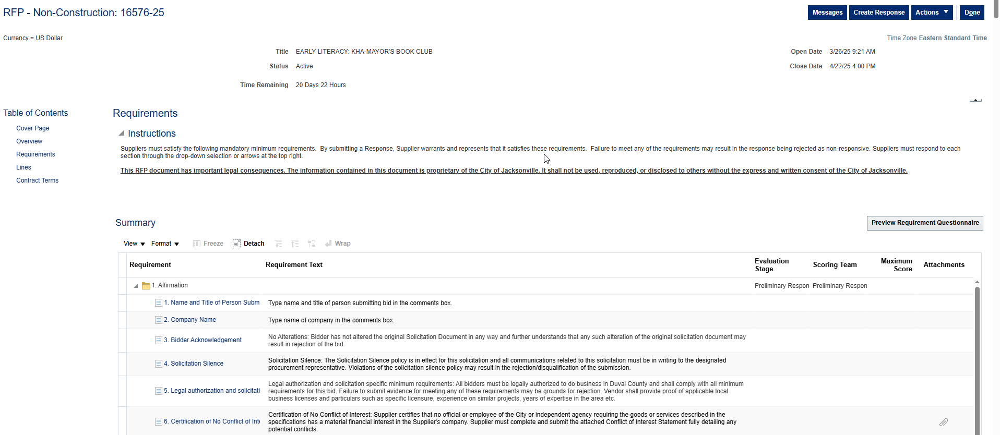 RFP - Non-Construction: 16576-25
Messages
Create Response
Actions
Done
Currency = US Dollar
Time Zone Eastern Standard Time
Title EARLY LITERACY: KHA-MAYOR'S BOOK CLUB
Open Date 3/26/25 9:21 AM
Status Active
Close Date 4/22/25 4:00 PM
Time Remaining 20 Days 22 Hours
Table of Contents
Cover Page
Overview
Requirements
Lines
Contract Terms
Requirements
Instructions
Suppliers must satisfy the following mandatory minimum requirements. By submitting a Response, Supplier warrants and represents that it satisfies these requirements. Failure to meet any of the requirements may result in the response being rejected as non-responsive. Suppliers must respond to each
section through the drop-down selection or arrows at the top right.
This RFP document has important legal consequences. The information contained in this document is proprietary of the City of Jacksonville. It shall not be used, reproduced, or disclosed to others without the express and written consent of the City of Jacksonville.
Summary
Preview Requirement Questionnaire
View Format Freeze Detach Wrap
Requirement
Requirement Text
Evaluation
Stage
Scoring Team
Maximum
Score
Attachments
1. Affirmation
Preliminary Respon
Preliminary Respon
1. Name and Title of Person Subm
Type name and title of person submitting bid in the comments box.
2. Company Name
Type name of company in the comments box.
3. Bidder Acknowledgement
No Alterations: Bidder has not altered the original Solicitation Document in any way and further understands that any such alteration of the original solicitation document may
result in rejection of the bid.
4. Solicitation Silence
Solicitation Silence: The Solicitation Silence policy is in effect for this solicitation and all communications related to this solicitation must be in writing to the designated
procurement representative. Violations of the solicitation silence policy may result in the rejection/disqualification of the submission.
5. Legal authorization and solicitati
Legal authorization and solicitation specific minimum requirements: All bidders must be legally authorized to do business in Duval County and shall comply with all minimum
requirements for this bid. Failure to submit evidence for meeting any of these requirements may be grounds for rejection. Vendor shall provide proof of applicable local
business licenses and particulars such as specific licensure, experience on similar projects, years of expertise in the area etc.
6. Certification of No Conflict of Inte
Certification of No Conflict of Interest: Supplier certifies that no official or employee of the City or independent agency requiring the goods or services described in the
specifications has a material financial interest in the Supplier's company. Supplier must complete and submit the attached Conflict of Interest Statement fully detailing any
potential conflicts.